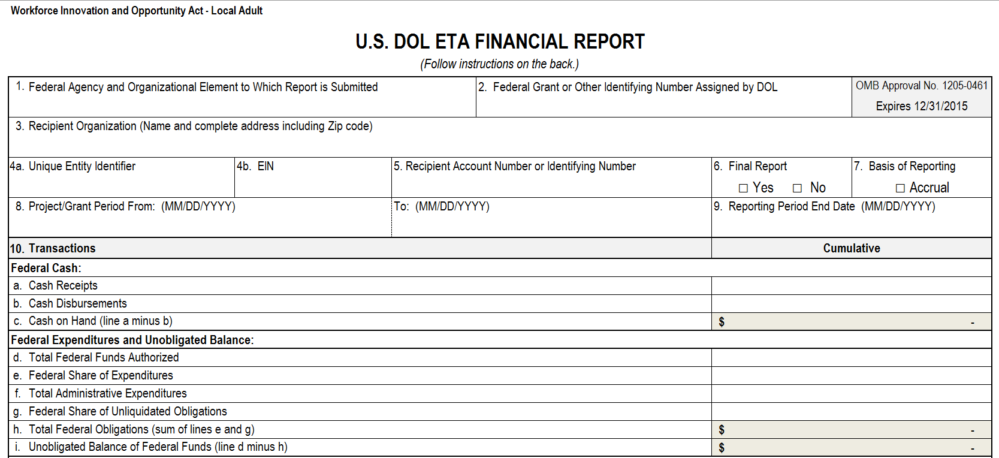 Workforce Innovation and Opportunity Act - Local Adult
U.S. DOL ETA FINANCIAL REPORT
(Follow instructions on the back.)
1. Federal Agency and Organizational Element to Which Report is Submitted
2. Federal Grant or Other Identifying Number Assigned by DOL
OMB Approval No. 1205-0461
Expires 12/31/2015
3. Recipient Organization (Name and complete address including Zip code)
4a. Unique Entity Identifier
4b. EIN
5. Recipient Account Number or Identifying Number
6. Final Report
☐ Yes ☐ No
7. Basis of Reporting
☐ Accrual
8. Project/Grant Period From: (MM/DD/YYYY)
To: (MM/DD/YYYY)
9. Reporting Period End Date (MM/DD/YYYY)
10. Transactions Cumulative
Federal Cash:
a. Cash Receipts
b. Cash Disbursements
c. Cash on Hand (line a minus b) $ -
Federal Expenditures and Unobligated Balance:
d. Total Federal Funds Authorized
e. Federal Share of Expenditures
f. Total Administrative Expenditures
g. Federal Share of Unliquidated Obligations
h. Total Federal Obligations (sum of lines e and g) $ -
i. Unobligated Balance of Federal Funds (line d minus h) $ -